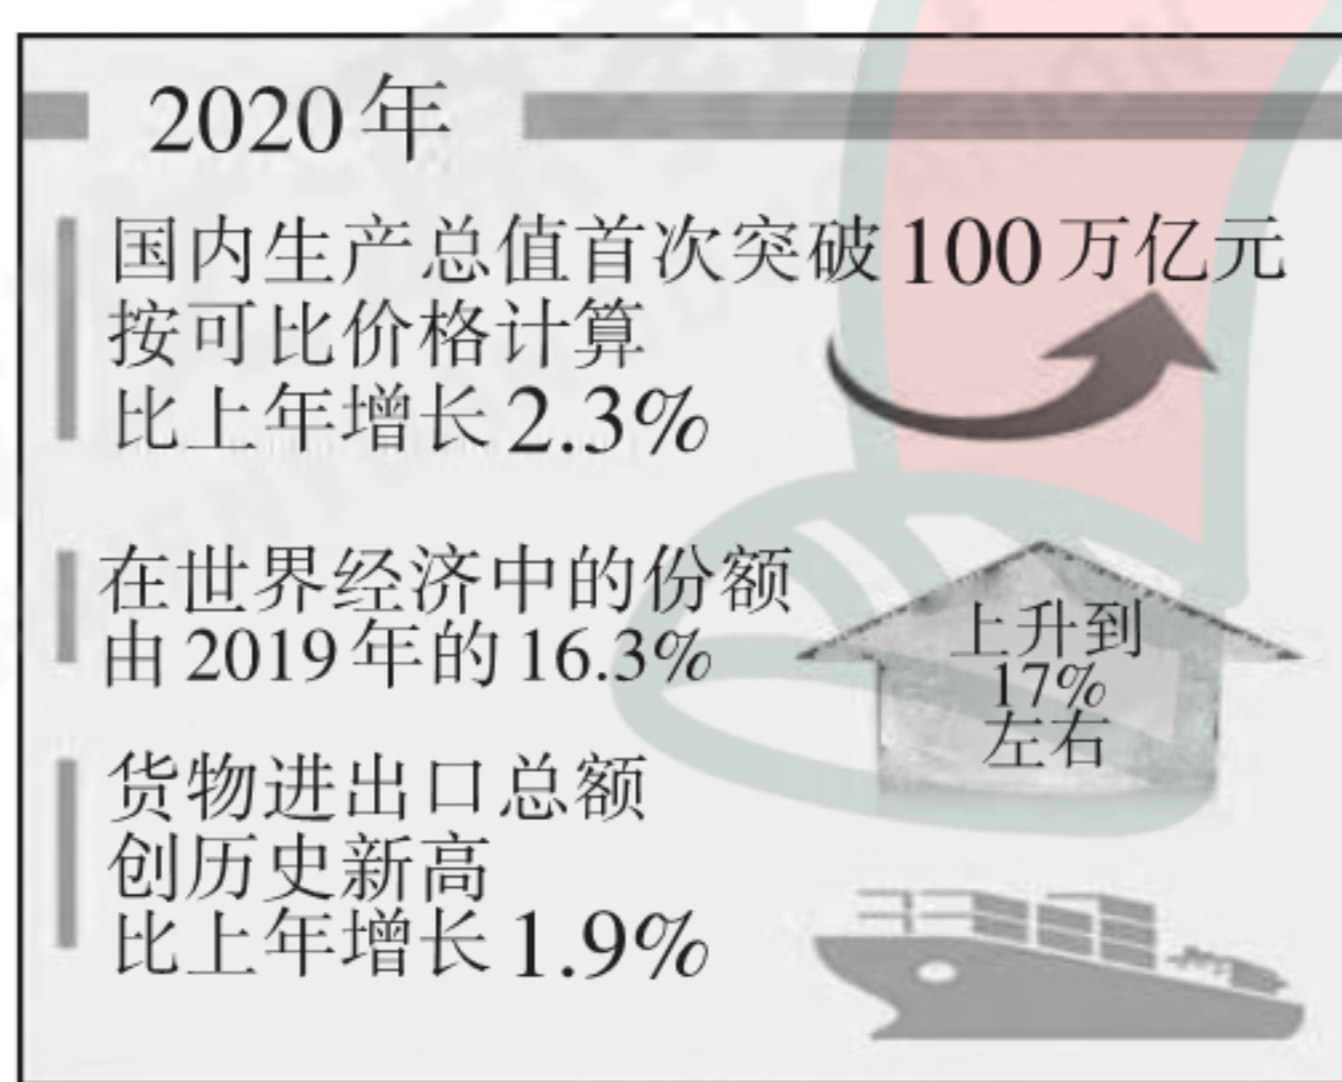 2020年
国内生产总值首次突破100万亿元
按可比价格计算
比上年增长2.3%
在世界经济中的份额
由2019年的16.3%
上升到
17%
左右
货物进出口总额
创历史新高
比上年增长1.9%